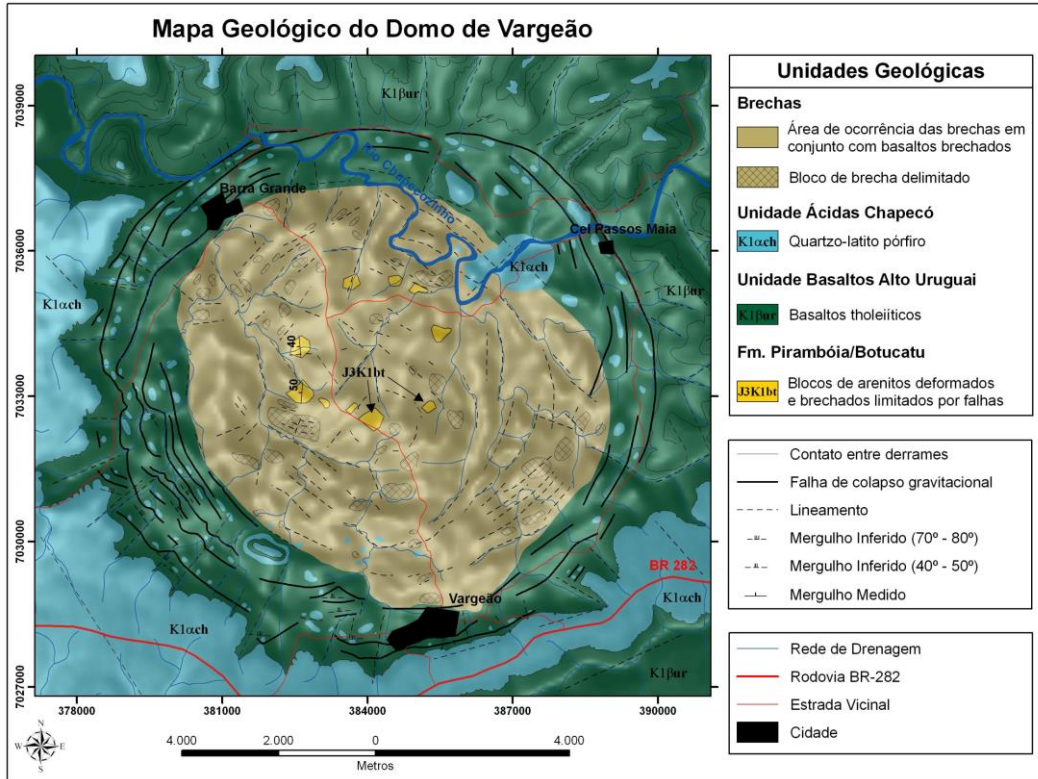 Mapa Geológico do Domo de Vargeão
7039000
7036000
7033000
7030000
7027000
378000
381000
384000
387000
390000
K1βur
Rio Chapecozinho
Barra Grande
Cel Passos Maia
K1αch
K1αch
K1βur
40
50
J3K1bt
BR 282
K1αch
Vargeão
K1αch
K1βur
N
W
E
S
4.000
2.000
0
4.000
Metros
Unidades Geológicas
Brechas
Área de ocorrência das brechas em
conjunto com basaltos brechados
Bloco de brecha delimitado
Unidade Ácidas Chapecó
K1αch
Quartzo-latito pórfiro
Unidade Basaltos Alto Uruguai
K1βur
Basaltos tholeiíticos
Fm. Pirambóia/Botucatu
J3K1bt
Blocos de arenitos deformados
e brechados limitados por falhas
Contato entre derrames
Falha de colapso gravitacional
Lineamento
Mergulho Inferido (70º - 80º)
Mergulho Inferido (40º - 50º)
Mergulho Medido
Rede de Drenagem
Rodovia BR-282
Estrada Vicinal
Cidade